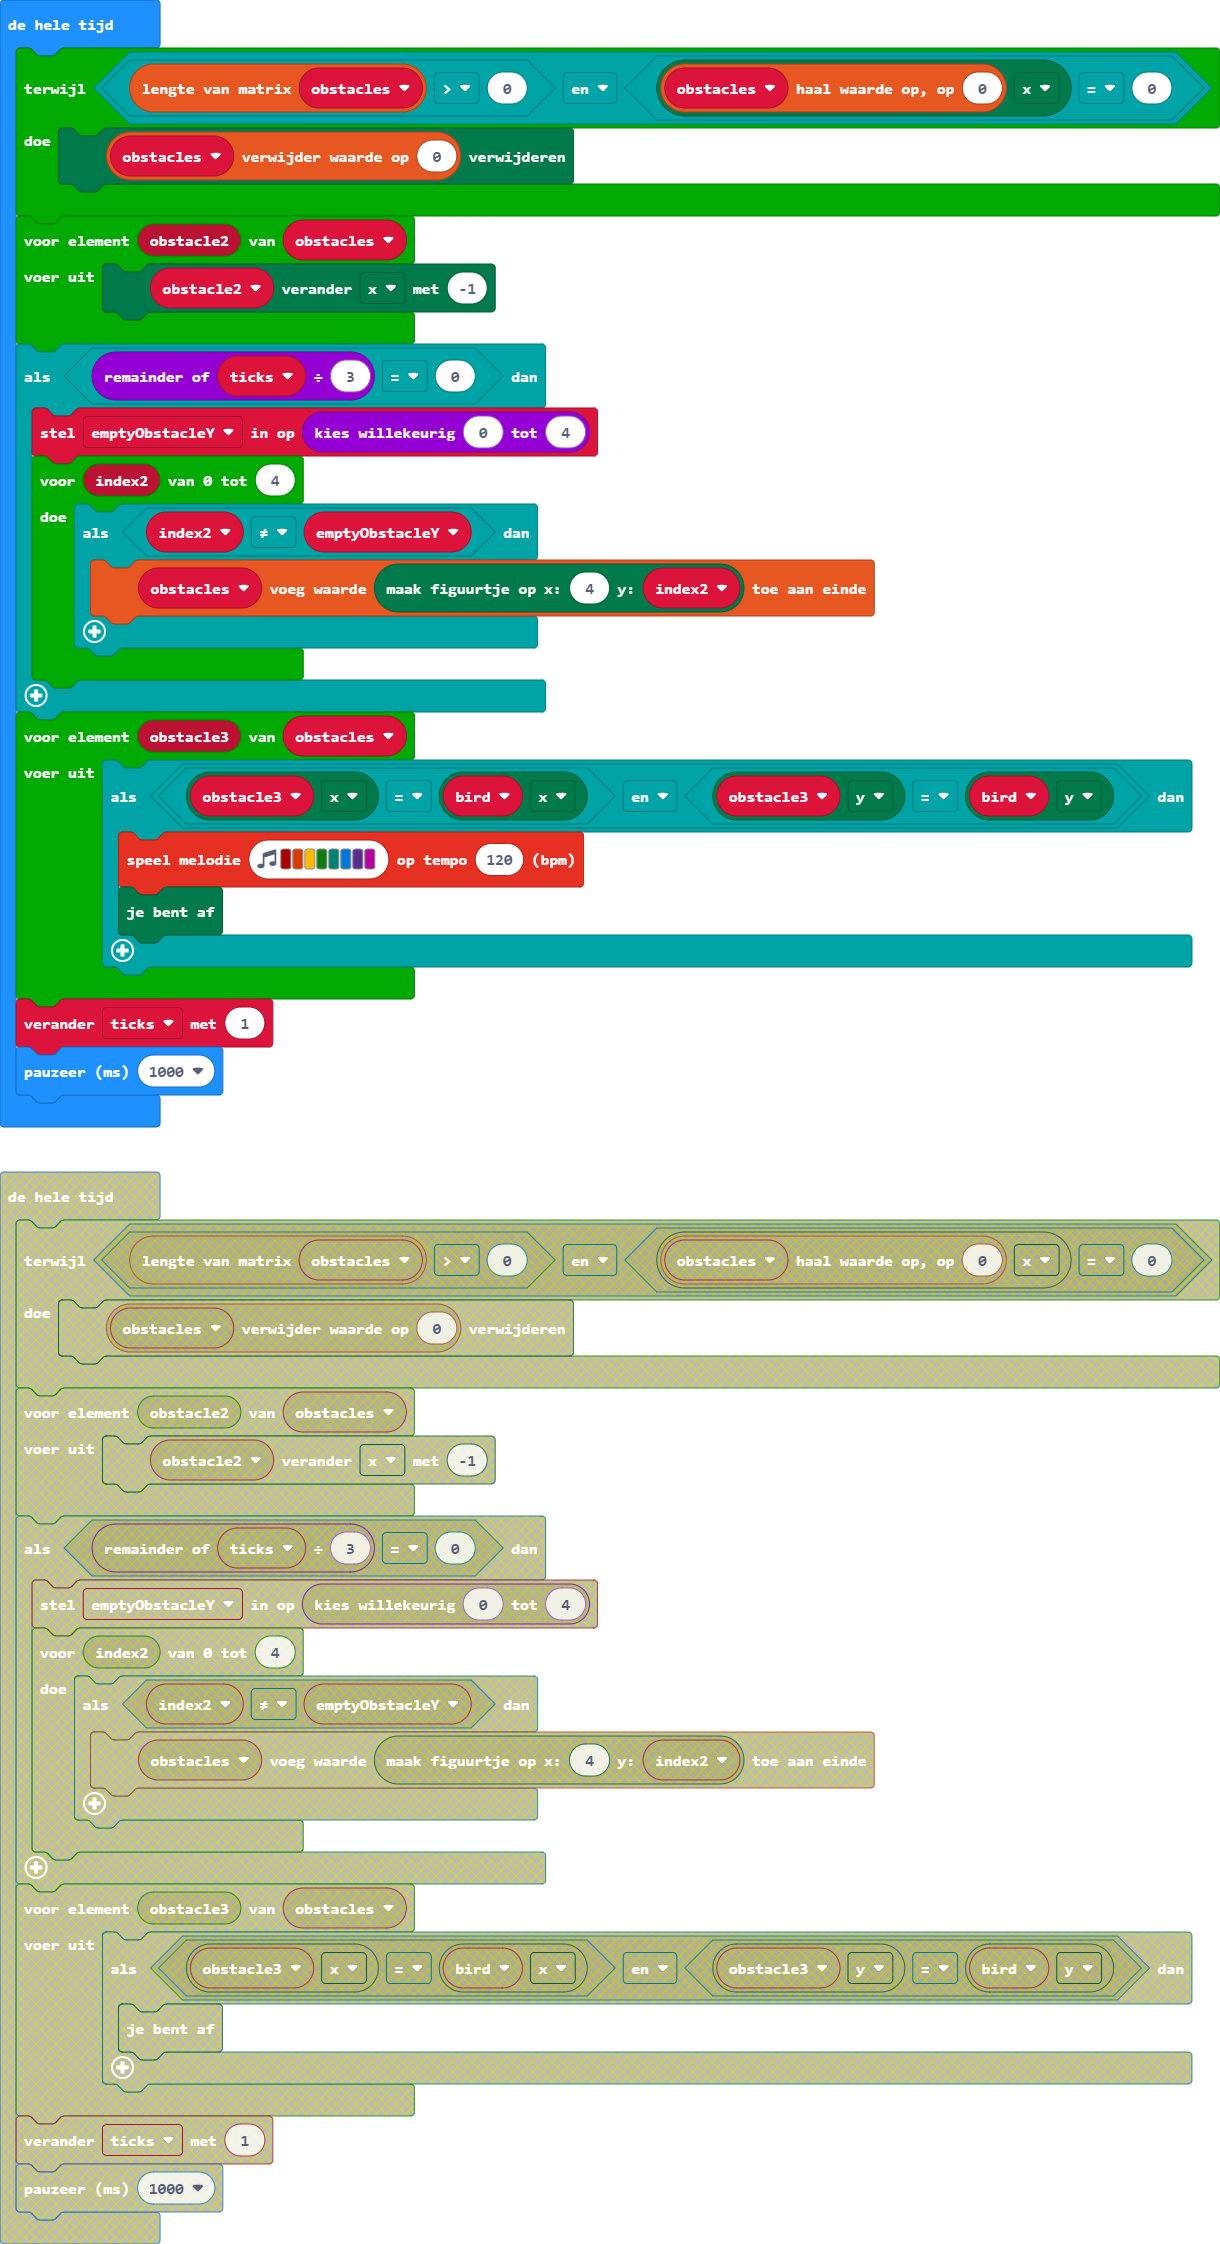 de hele tijd
terwijl lengte van matrix obstacles > 0 en obstacles haal waarde op, op 0 x = 0
doe obstacles verwijder waarde op 0 verwijderen
voor element obstacle2 van obstacles
voer uit obstacle2 verander x met -1
als remainder of ticks ÷ 3 = 0 dan
stel emptyObstacleY in op kies willekeurig 0 tot 4
voor index2 van 0 tot 4
doe als index2 ≠ emptyObstacleY dan
obstacles voeg waarde maak figuurtje op x: 4 y: index2 toe aan einde
voor element obstacle3 van obstacles
voer uit als obstacle3 x = bird x en obstacle3 y = bird y dan
speel melodie op tempo 120 (bpm)
je bent af
verander ticks met 1
pauzeer (ms) 1000
de hele tijd
terwijl lengte van matrix obstacles > 0 en obstacles haal waarde op, op 0 x = 0
doe obstacles verwijder waarde op 0 verwijderen
voor element obstacle2 van obstacles
voer uit obstacle2 verander x met -1
als remainder of ticks ÷ 3 = 0 dan
stel emptyObstacleY in op kies willekeurig 0 tot 4
voor index2 van 0 tot 4
doe als index2 ≠ emptyObstacleY dan
obstacles voeg waarde maak figuurtje op x: 4 y: index2 toe aan einde
voor element obstacle3 van obstacles
voer uit als obstacle3 x = bird x en obstacle3 y = bird y dan
je bent af
verander ticks met 1
pauzeer (ms) 1000